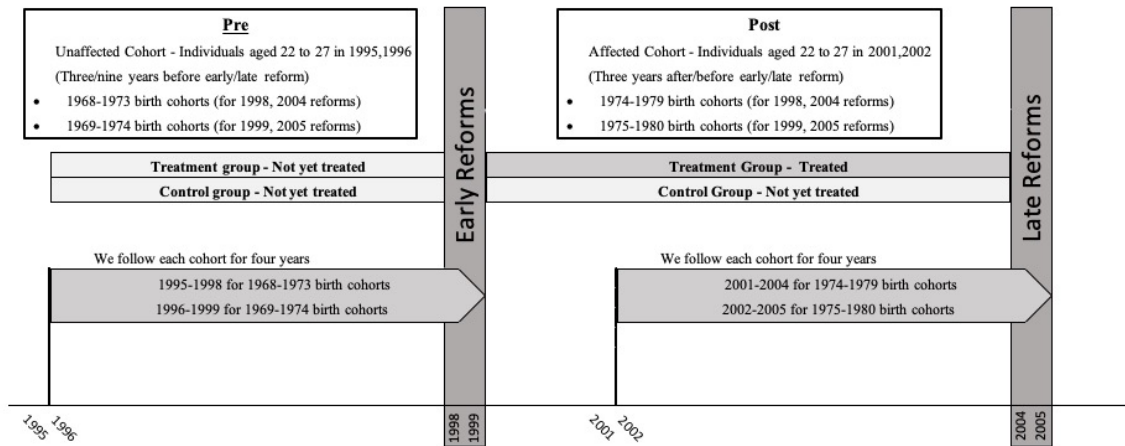 Pre
Unaffected Cohort - Individuals aged 22 to 27 in 1995,1996
(Three/nine years before early/late reform)
• 1968-1973 birth cohorts (for 1998, 2004 reforms)
• 1969-1974 birth cohorts (for 1999, 2005 reforms)
Early Reforms
Post
Affected Cohort - Individuals aged 22 to 27 in 2001,2002
(Three years after/before early/late reform)
• 1974-1979 birth cohorts (for 1998, 2004 reforms)
• 1975-1980 birth cohorts (for 1999, 2005 reforms)
Late Reforms
Treatment group - Not yet treated
Control group - Not yet treated
Treatment Group - Treated
Control Group - Not yet treated
We follow each cohort for four years
1995-1998 for 1968-1973 birth cohorts
1996-1999 for 1969-1974 birth cohorts
We follow each cohort for four years
2001-2004 for 1974-1979 birth cohorts
2002-2005 for 1975-1980 birth cohorts
1995
1996
1998
1999
2001
2002
2004
2005